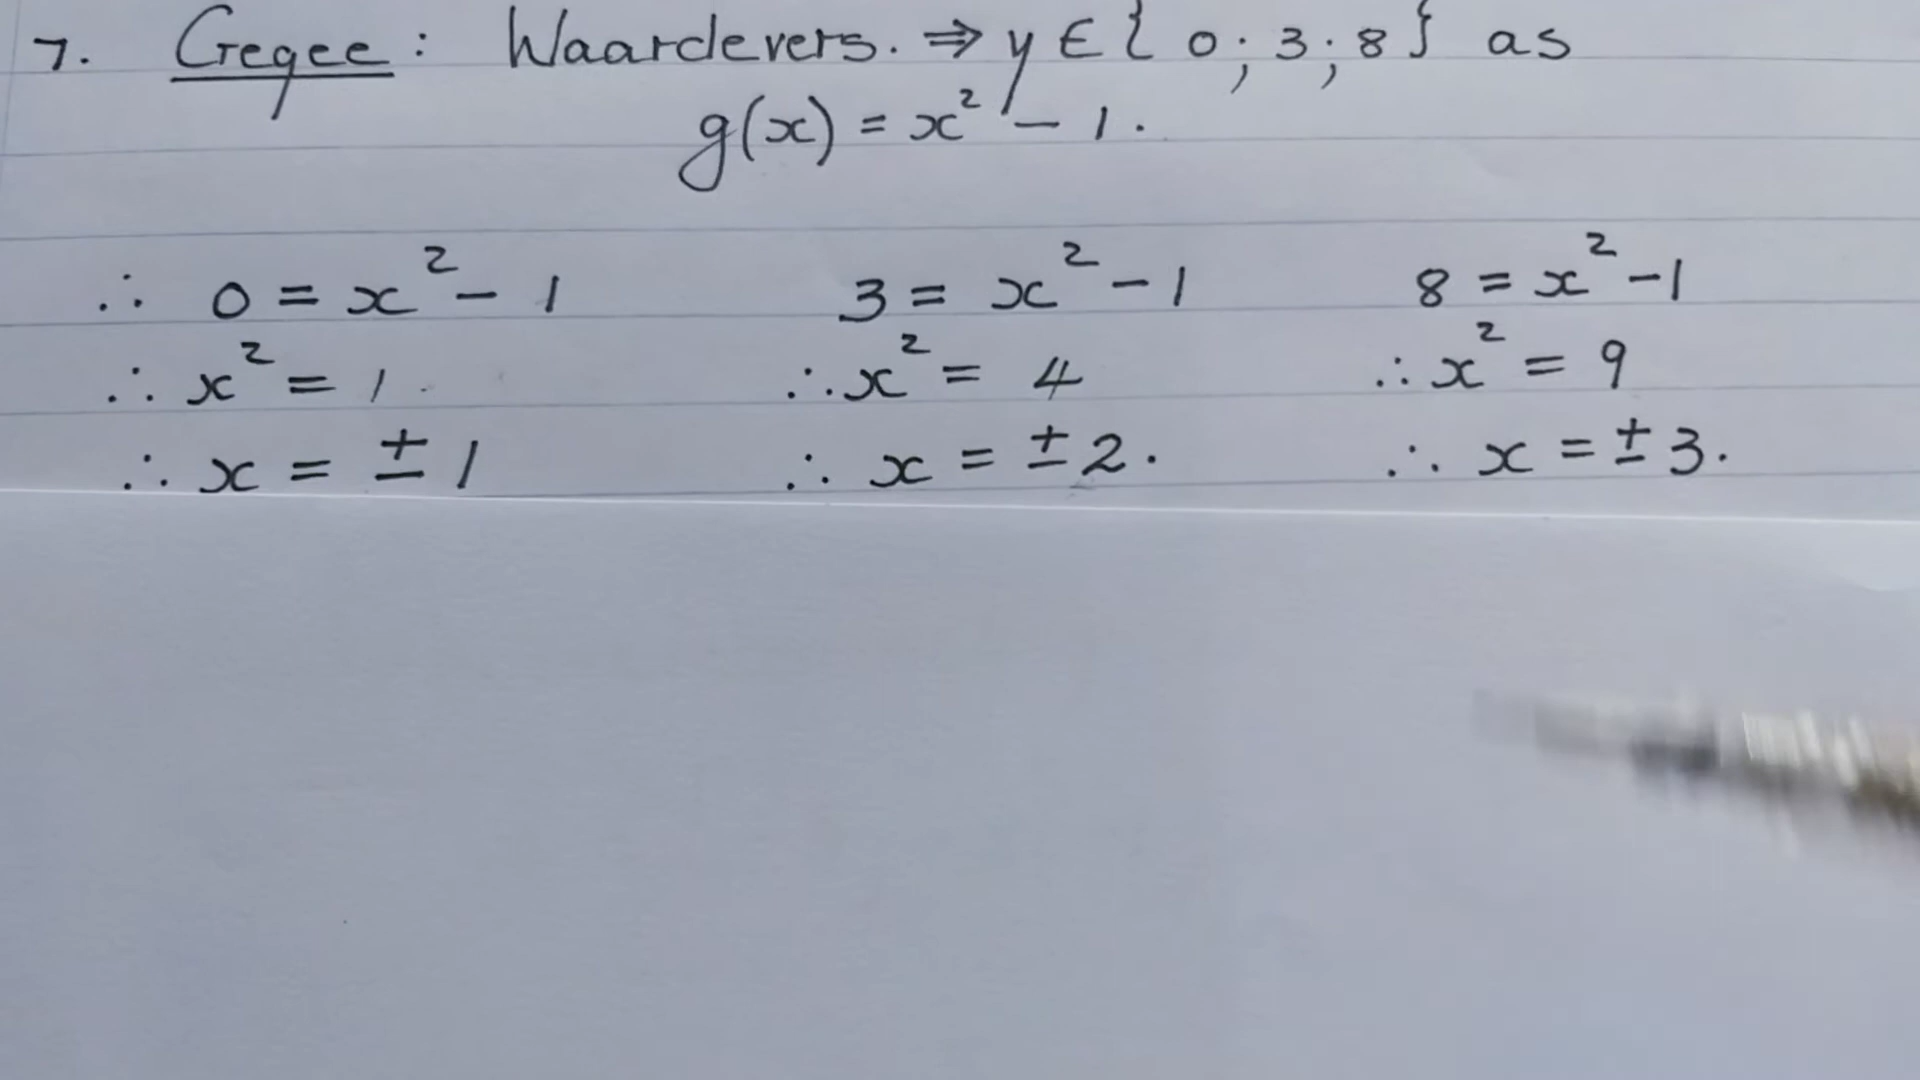 7. Gegee : Waardevers. ⇒ y ∈ { 0 ; 3 ; 8 } as
g(x) = x² - 1 .
∴ 0 = x² - 1 3 = x² - 1 8 = x² - 1
∴ x² = 1 ∴ x² = 4 ∴ x² = 9
∴ x = ± 1 ∴ x = ± 2 . ∴ x = ± 3 .